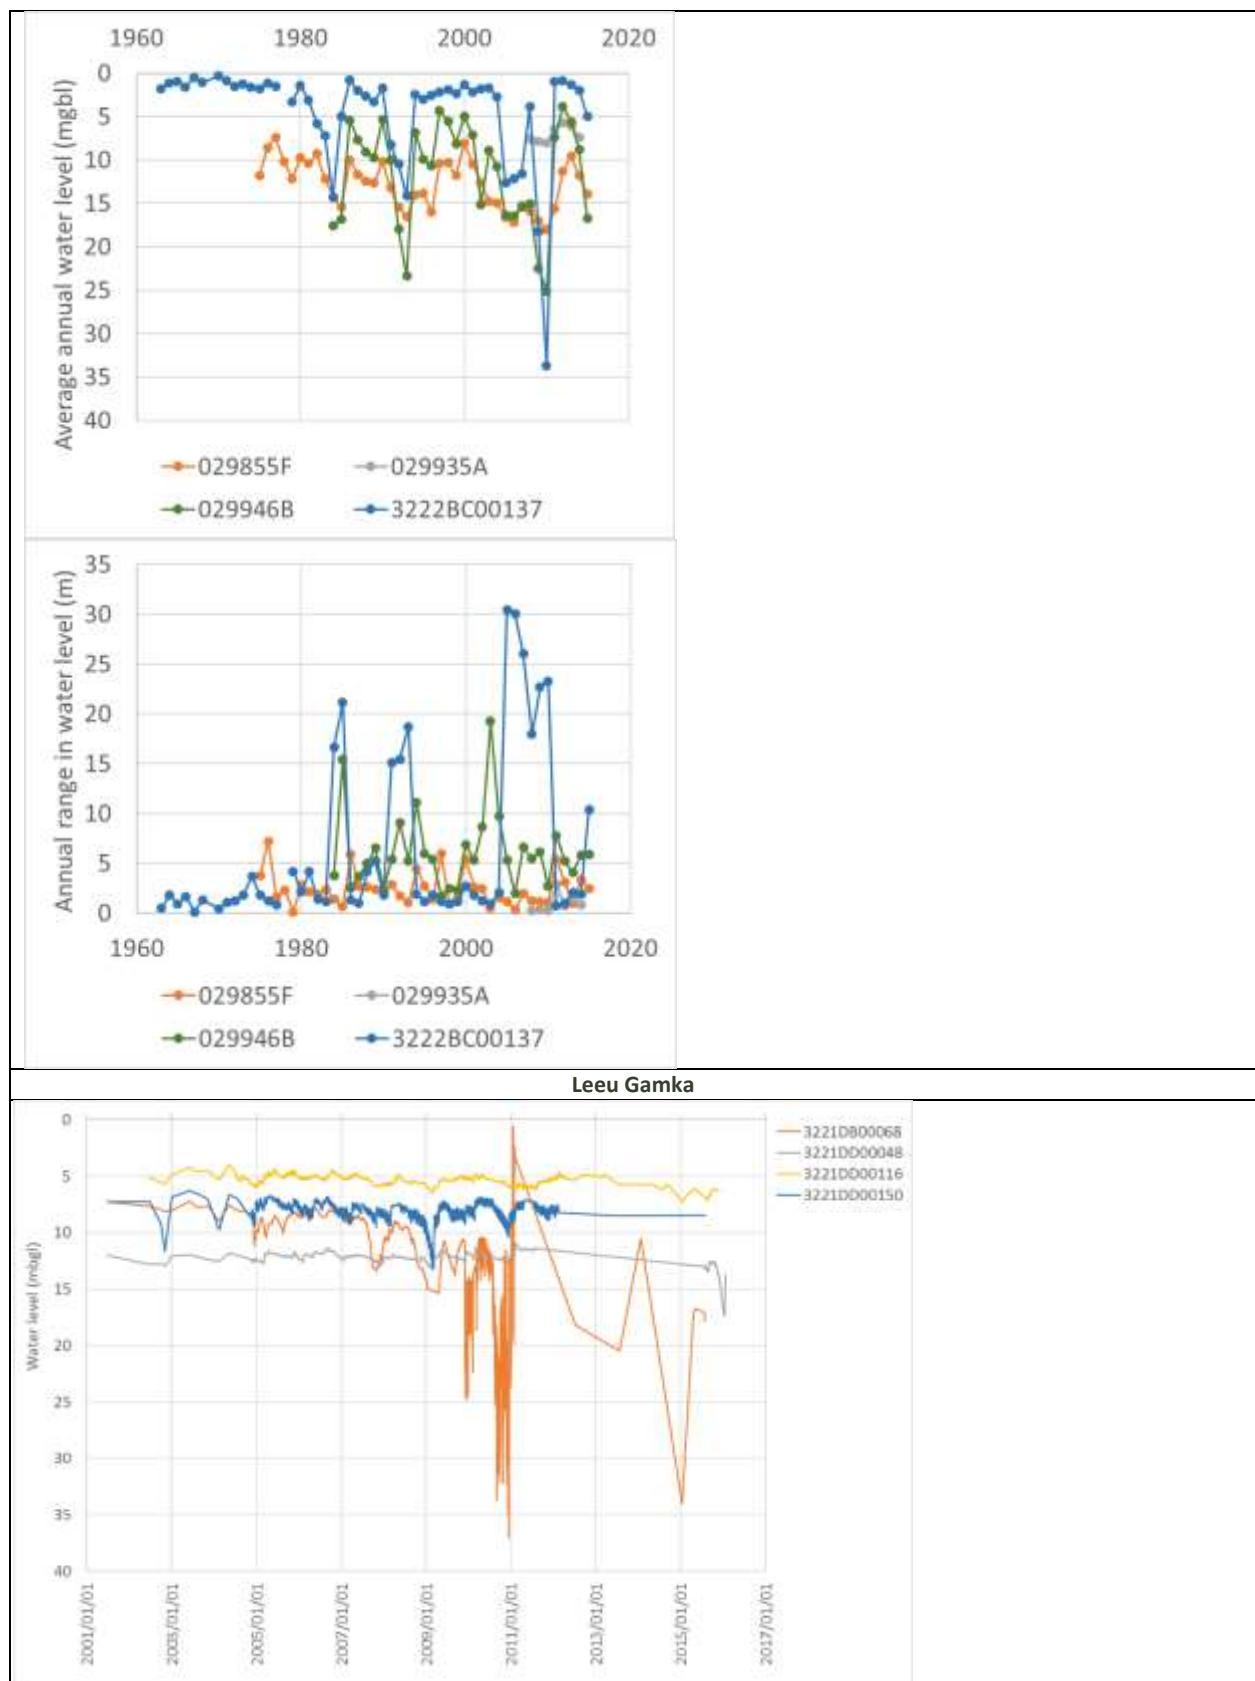 1960 1980 2000 2020
0
5
10
15
20
25
30
35
40
Average annual water level (mgbl)
029855F 029935A
029946B 3222BC00137
35
30
25
20
15
10
5
0
Annual range in water level (m)
1960 1980 2000 2020
029855F 029935A
029946B 3222BC00137
Leeu Gamka
0
5
10
15
20
25
30
35
40
Water level (mbgl)
2001/01/01
2003/01/01
2005/01/01
2007/01/01
2009/01/01
2011/01/01
2013/01/01
2015/01/01
2017/01/01
3221DB00068
3221DD00048
3221DD00116
3221DD00150